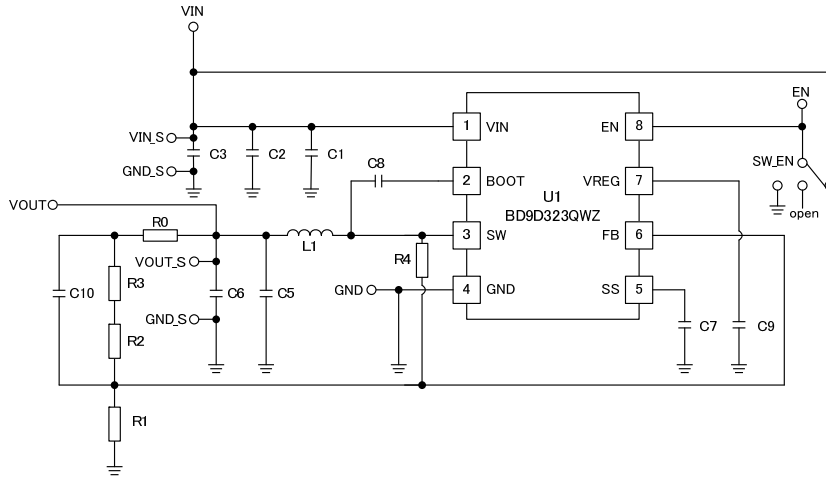 VIN
EN
VIN_S
C3
C2
C1
1
VIN
EN
8
GND_S
C8
SW_EN
2
BOOT
VREG
7
U1
BD9D323QWZ
open
VOUT
R0
L1
3
SW
FB
6
R4
VOUT_S
R3
C10
C6
C5
GND
4
GND
SS
5
GND_S
R2
C7
C9
R1